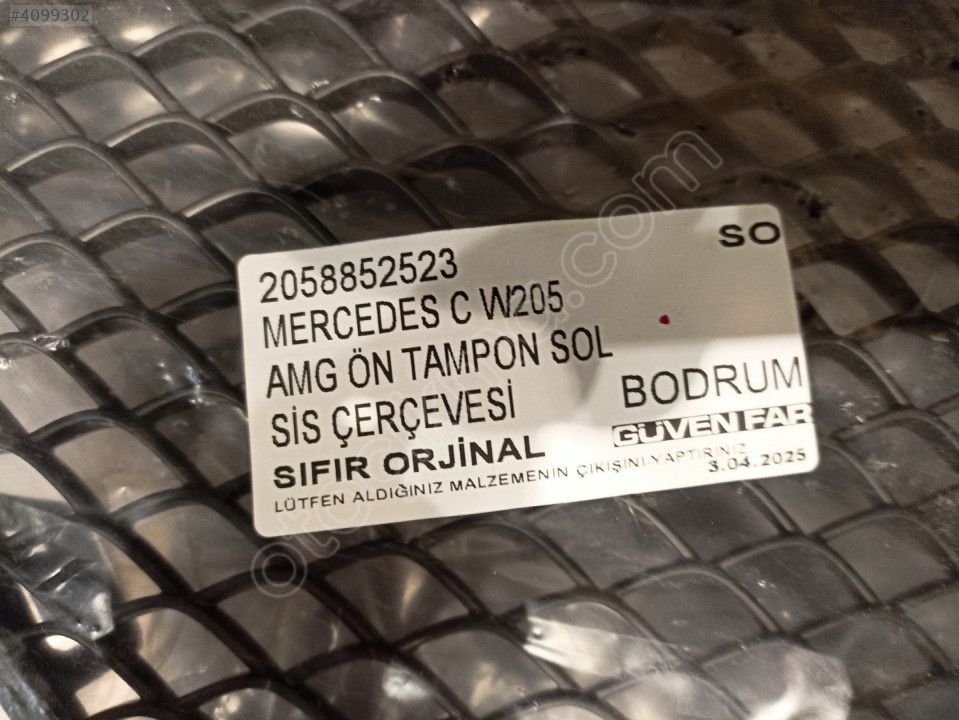 #4099302
SO
2058852523
MERCEDES C W205
AMG ÖN TAMPON SOL
SİS ÇERÇEVESİ
BODRUM
SIFIR ORJİNAL
GÜVEN FAR
LÜTFEN ALDIĞINIZ MALZEMENİN ÇIKIŞINI YAPTIRINIZ
3.04.2025